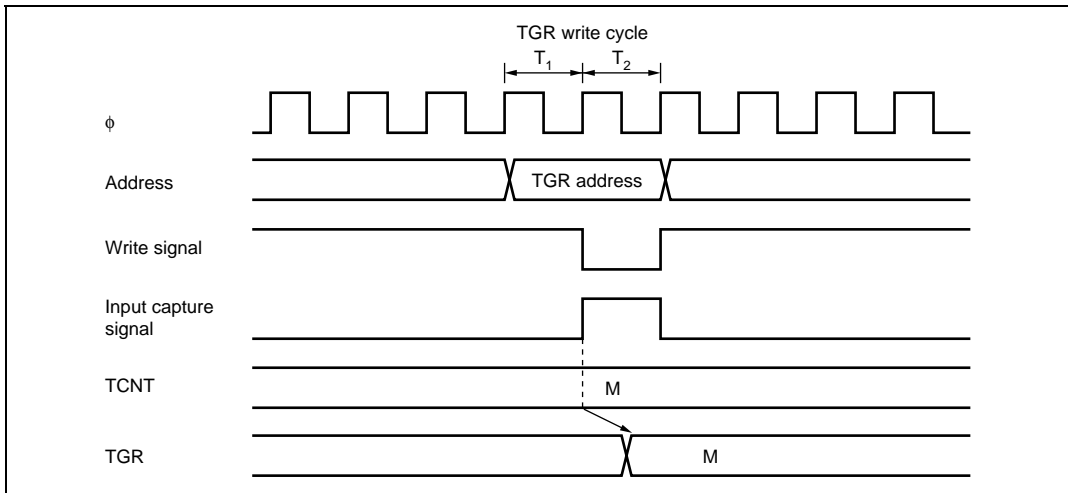 TGR write cycle
T1 T2
ϕ
Address
TGR address
Write signal
Input capture
signal
TCNT
M
TGR
M